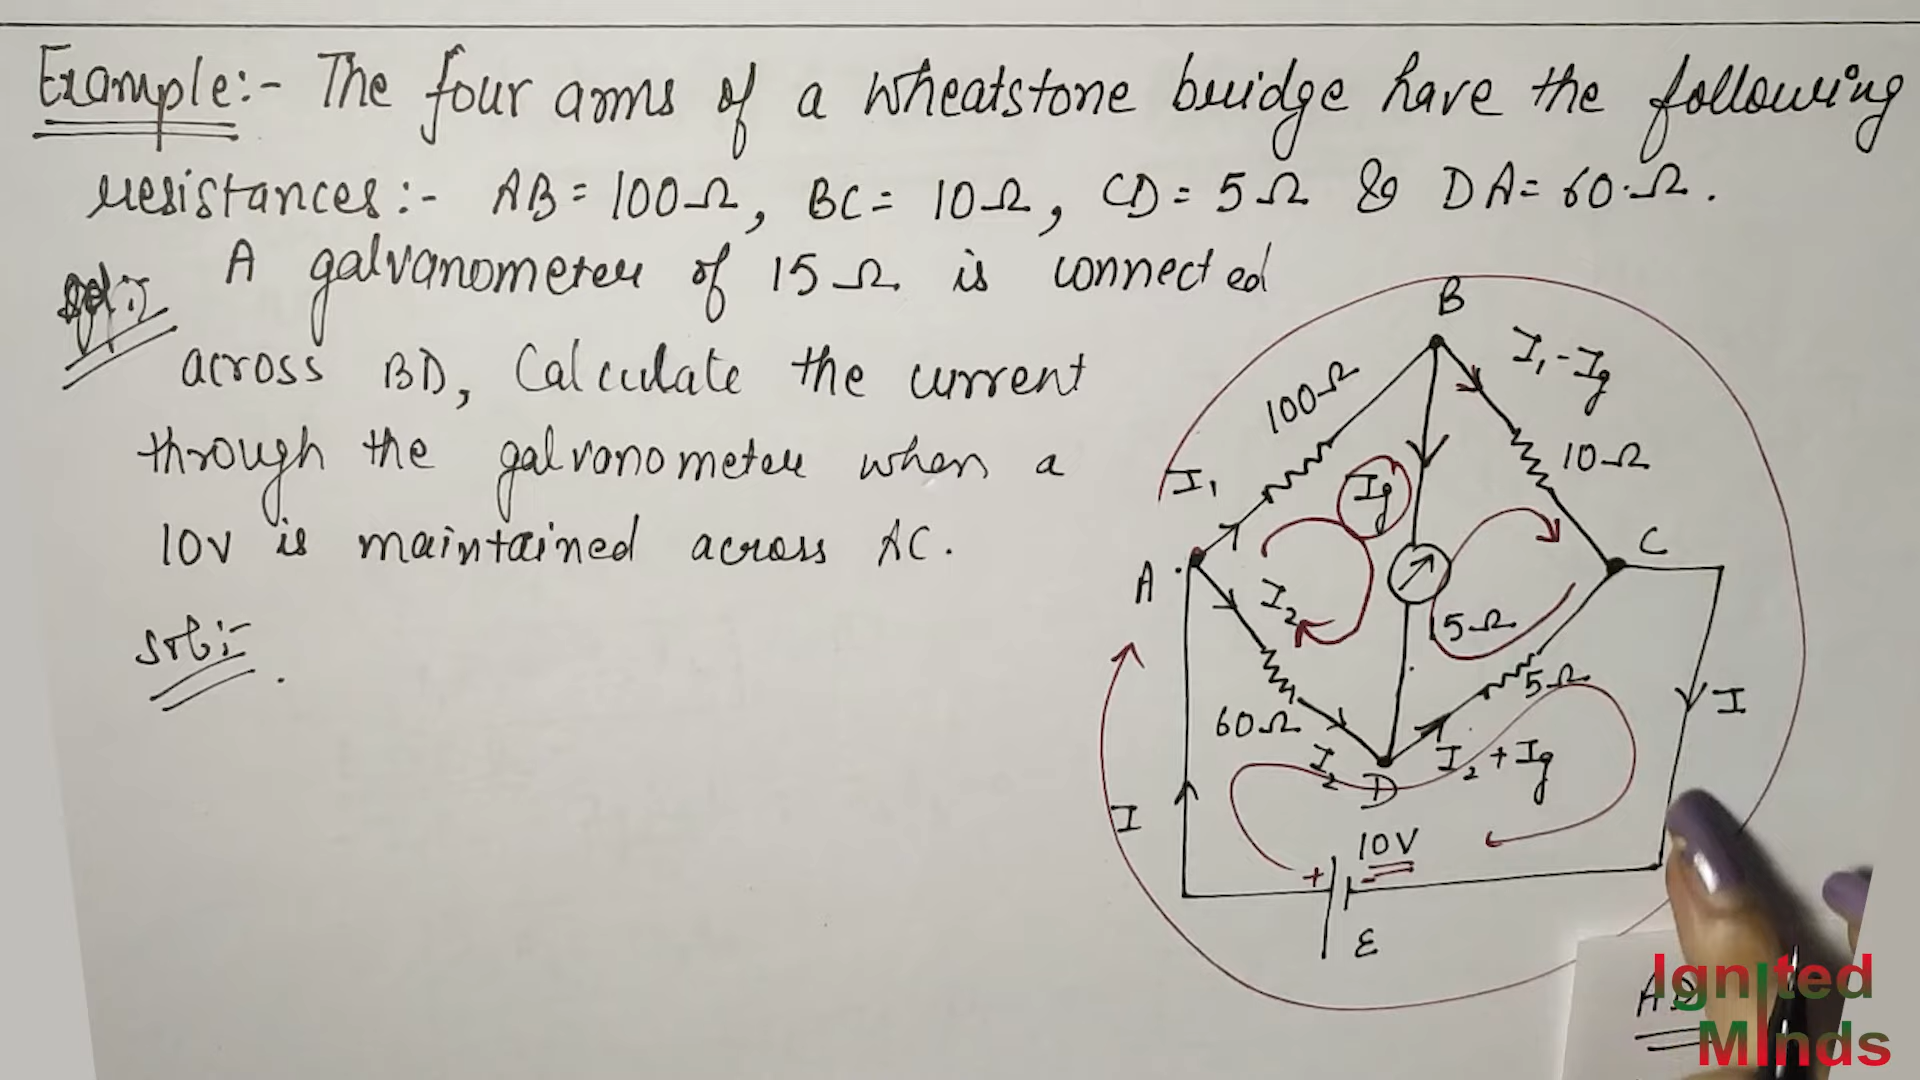 Example:- The four arms of a wheatstone bridge have the following
resistances:- AB = 100Ω, BC = 10Ω, CD = 5Ω & DA = 60Ω.
A galvanometer of 15Ω is connected
across BD, Calculate the current
through the galvanometer when a
10V is maintained across AC.
Sol:-
B
I₁-Ig
100Ω
10Ω
I₁
Ig
C
A
I₂
5Ω
5Ω
60Ω
I
I₂
I₂+Ig
D
I
10V
+ -
E
Ignited
Minds